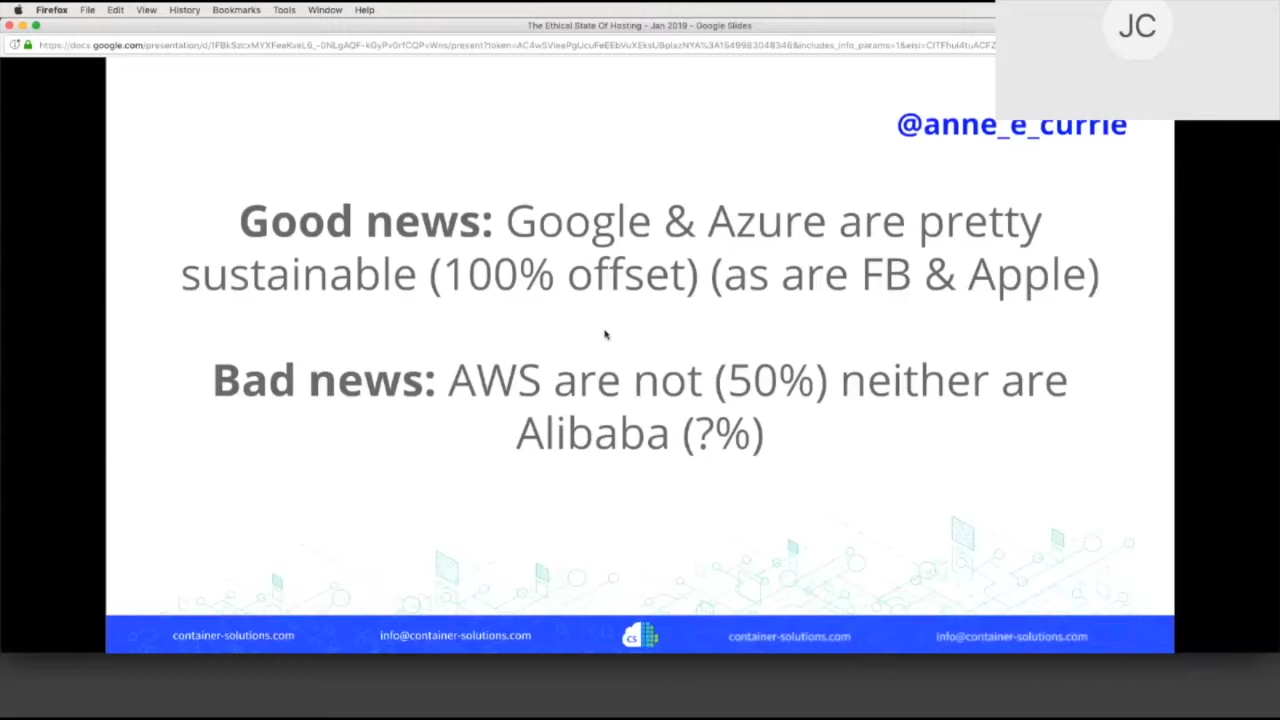 Firefox File Edit View History Bookmarks Tools Window Help
The Ethical State Of Hosting - Jan 2019 - Google Slides
JC
@anne_e_currie
Good news: Google & Azure are pretty
sustainable (100% offset) (as are FB & Apple)
Bad news: AWS are not (50%) neither are
Alibaba (?%)
container-solutions.com info@container-solutions.com CS container-solutions.com info@container-solutions.com